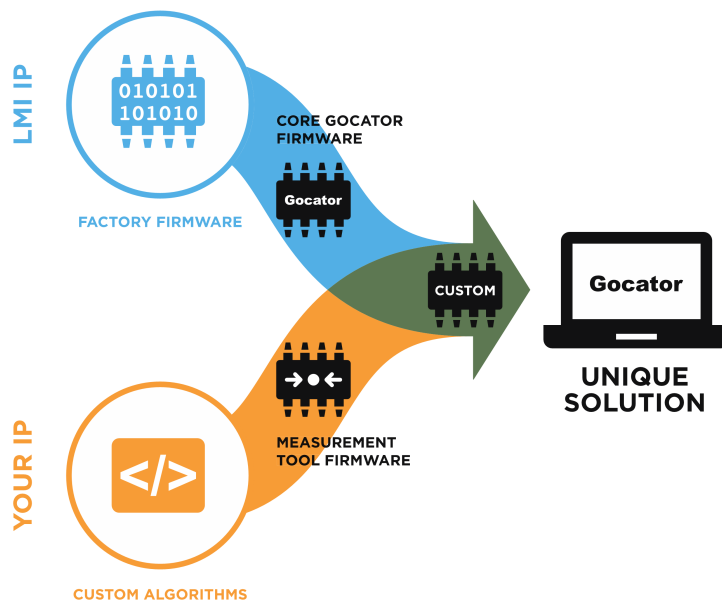 LMI IP
010101
101010
FACTORY FIRMWARE
CORE GOCATOR
FIRMWARE
Gocator
CUSTOM
Gocator
UNIQUE
SOLUTION
YOUR IP
</>
MEASUREMENT
TOOL FIRMWARE
CUSTOM ALGORITHMS